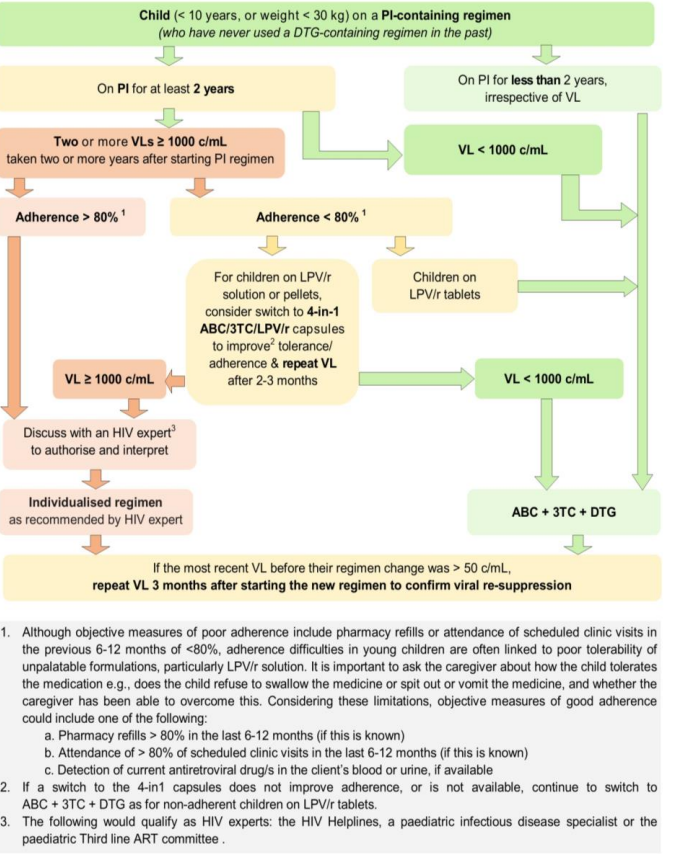 Child (< 10 years, or weight < 30 kg) on a PI-containing regimen
(who have never used a DTG-containing regimen in the past)
On PI for at least 2 years
On PI for less than 2 years,
irrespective of VL
Two or more VLs ≥ 1000 c/mL
taken two or more years after starting PI regimen
VL < 1000 c/mL
Adherence > 80% 1
Adherence < 80% 1
For children on LPV/r
solution or pellets,
consider switch to 4-in-1
ABC/3TC/LPV/r capsules
to improve2 tolerance/
adherence & repeat VL
after 2-3 months
Children on
LPV/r tablets
VL ≥ 1000 c/mL
VL < 1000 c/mL
Discuss with an HIV expert3
to authorise and interpret
Individualised regimen
as recommended by HIV expert
ABC + 3TC + DTG
If the most recent VL before their regimen change was > 50 c/mL,
repeat VL 3 months after starting the new regimen to confirm viral re-suppression
1. Although objective measures of poor adherence include pharmacy refills or attendance of scheduled clinic visits in
the previous 6-12 months of <80%, adherence difficulties in young children are often linked to poor tolerability of
unpalatable formulations, particularly LPV/r solution. It is important to ask the caregiver about how the child tolerates
the medication e.g., does the child refuse to swallow the medicine or spit out or vomit the medicine, and whether the
caregiver has been able to overcome this. Considering these limitations, objective measures of good adherence
could include one of the following:
a. Pharmacy refills > 80% in the last 6-12 months (if this is known)
b. Attendance of > 80% of scheduled clinic visits in the last 6-12 months (if this is known)
c. Detection of current antiretroviral drug/s in the client's blood or urine, if available
2. If a switch to the 4-in1 capsules does not improve adherence, or is not available, continue to switch to
ABC + 3TC + DTG as for non-adherent children on LPV/r tablets.
3. The following would qualify as HIV experts: the HIV Helplines, a paediatric infectious disease specialist or the
paediatric Third line ART committee .